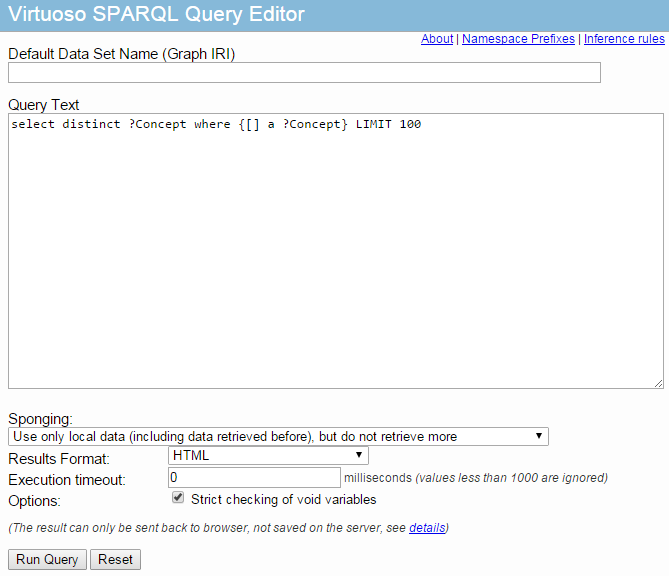 Virtuoso SPARQL Query Editor
About | Namespace Prefixes | Inference rules
Default Data Set Name (Graph IRI)
Query Text
select distinct ?Concept where {[] a ?Concept} LIMIT 100
Sponging:
Use only local data (including data retrieved before), but do not retrieve more
Results Format: HTML
Execution timeout: 0 milliseconds (values less than 1000 are ignored)
Options: Strict checking of void variables
(The result can only be sent back to browser, not saved on the server, see details)
Run Query Reset